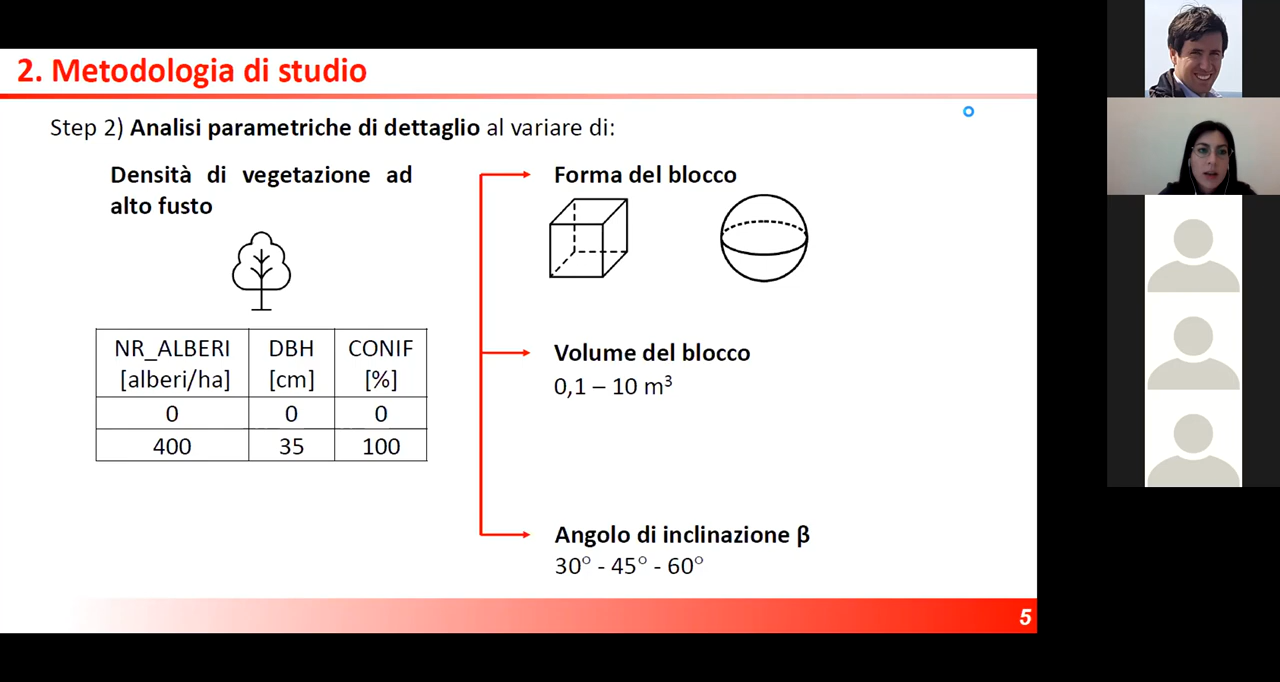 2. Metodologia di studio
Step 2) Analisi parametriche di dettaglio al variare di:
Densità di vegetazione ad
alto fusto
NR_ALBERI DBH CONIF
[alberi/ha] [cm] [%]
0 0 0
400 35 100
Forma del blocco
Volume del blocco
0,1 – 10 m³
Angolo di inclinazione β
30° - 45° - 60°
5